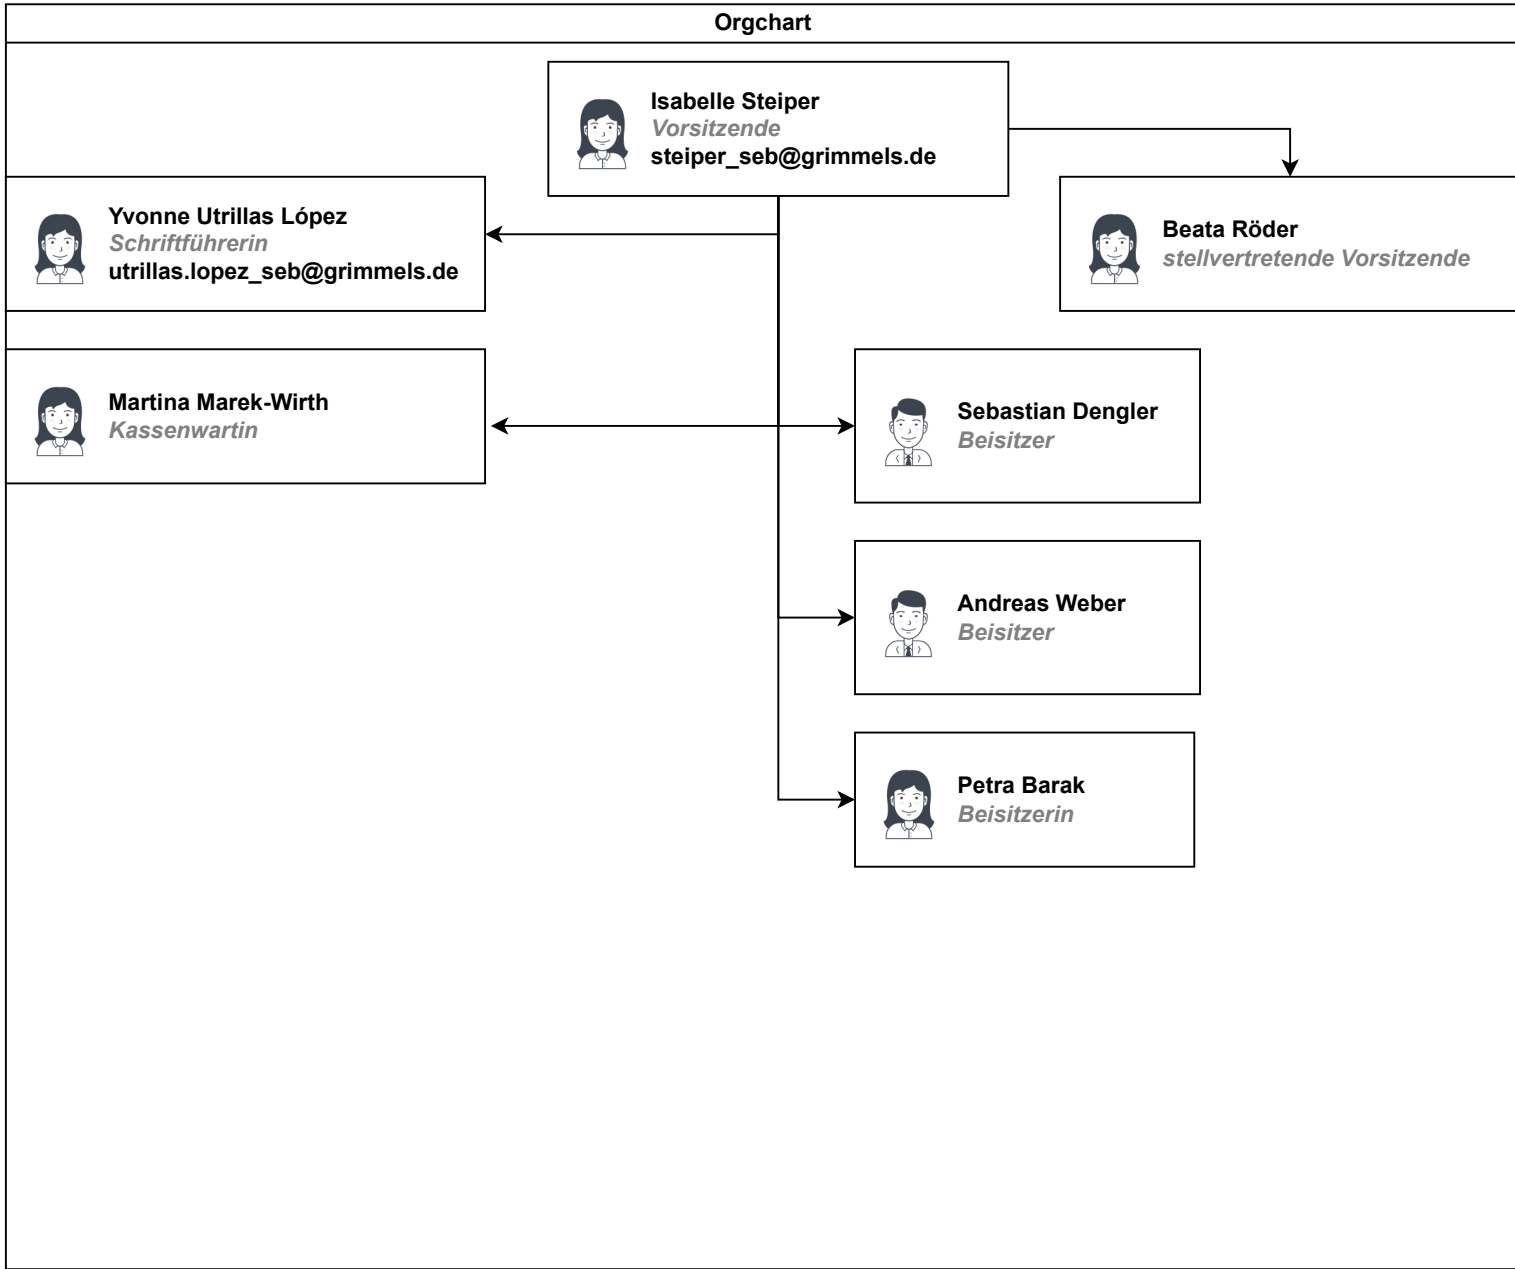 Orgchart
Isabelle Steiper
Vorsitzende
steiper_seb@grimmels.de
Yvonne Utrillas López
Schriftführerin
utrillas.lopez_seb@grimmels.de
Beata Röder
stellvertretende Vorsitzende
Martina Marek-Wirth
Kassenwartin
Sebastian Dengler
Beisitzer
Andreas Weber
Beisitzer
Petra Barak
Beisitzerin